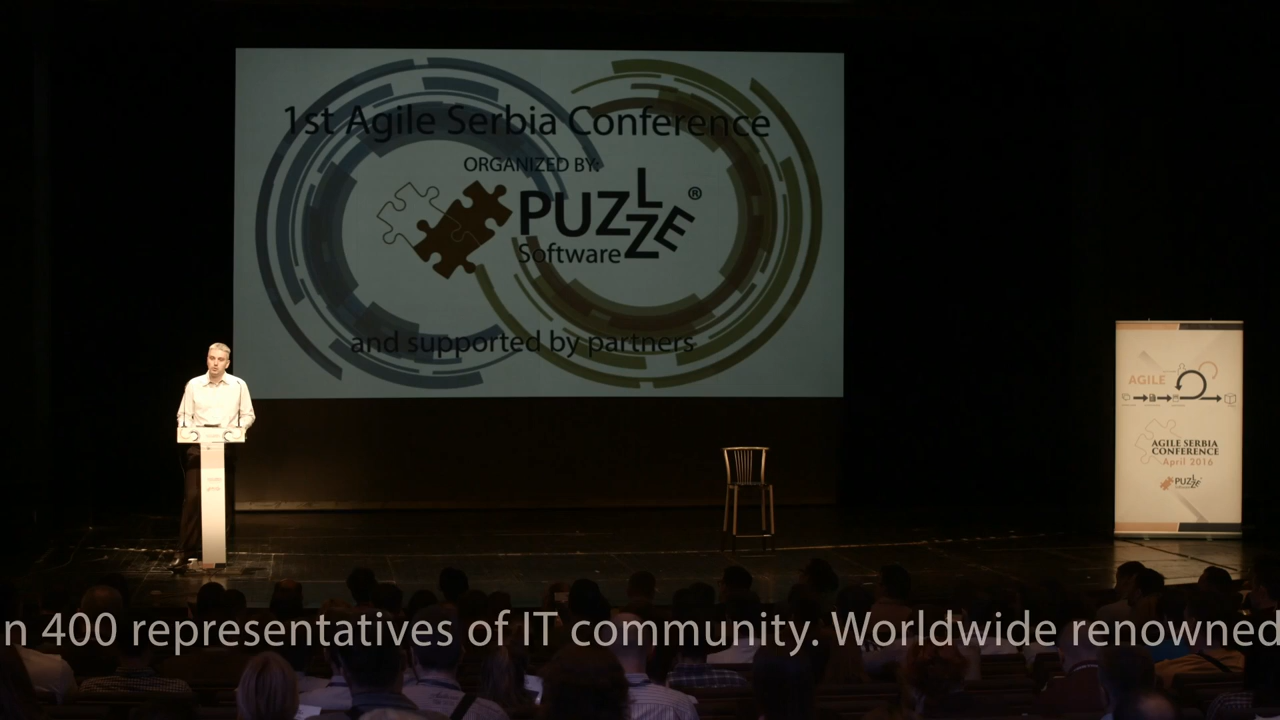 1st Agile Serbia Conference
ORGANIZED BY:
PUZZLE®
Software
and supported by partners
AGILE
AGILE SERBIA
CONFERENCE
April 2016
PUZZLE
n 400 representatives of IT community. Worldwide renowned